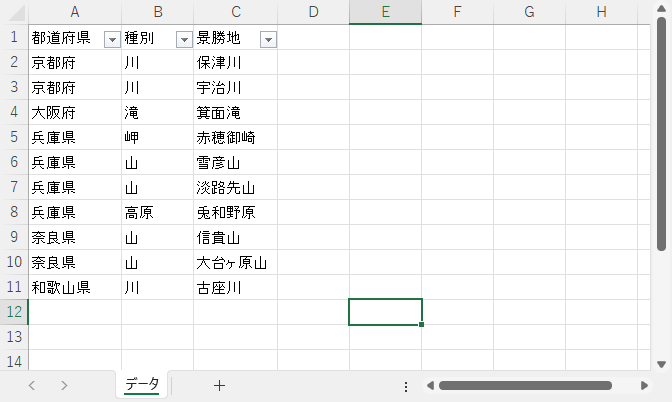 A B C D E F G H
1 都道府県 種別 景勝地
2 京都府 川 保津川
3 京都府 川 宇治川
4 大阪府 滝 箕面滝
5 兵庫県 岬 赤穂御崎
6 兵庫県 山 雪彦山
7 兵庫県 山 淡路先山
8 兵庫県 高原 兎和野原
9 奈良県 山 信貴山
10 奈良県 山 大台ヶ原山
11 和歌山県 川 古座川
12
13
14
データ